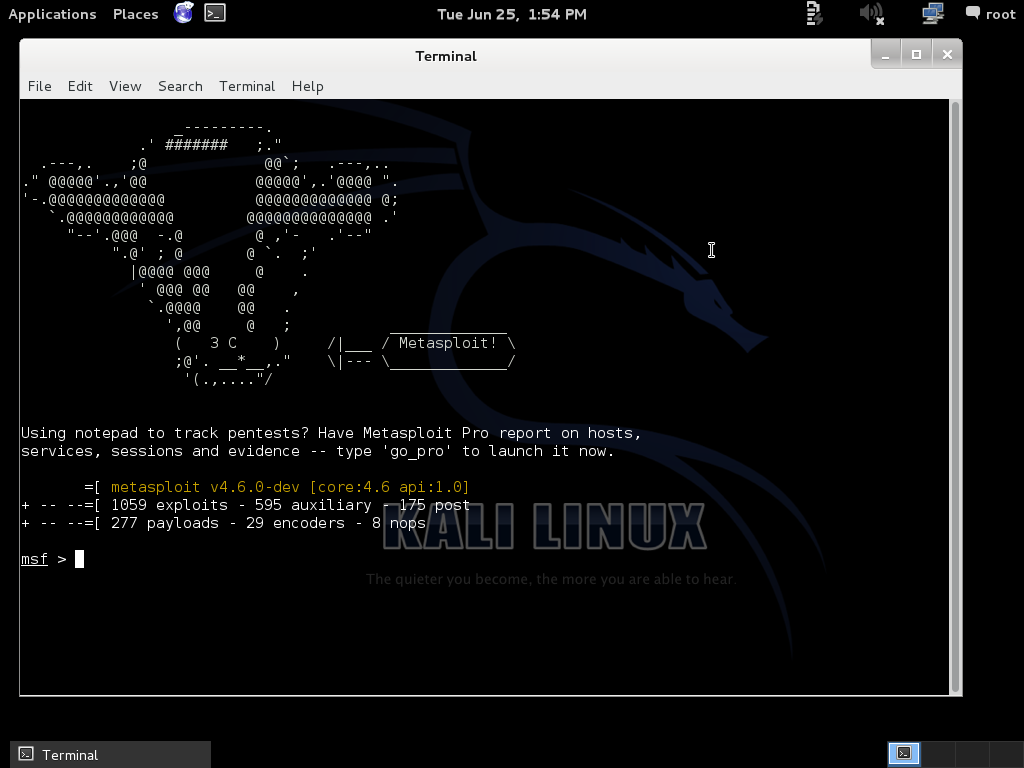 Applications Places Tue Jun 25, 1:54 PM root
Terminal
File Edit View Search Terminal Help
              _---------.
          .' #######   ;."
  .---,.    ;@             @@`;   .---,..
." @@@@@'.,'@@            @@@@@',.'@@@@ ".
'-.@@@@@@@@@@@@@          @@@@@@@@@@@@@ @;
   `.@@@@@@@@@@@@        @@@@@@@@@@@@@@ .'
     "--'.@@@  -.@        @ ,'-   .'--"
          ".@' ; @       @ `.  ;'
            |@@@@ @@@     @    .
             ' @@@ @@   @@    ,
              `.@@@@    @@   .
                ',@@     @   ;           _____________
                 (   3 C    )     /|___ / Metasploit! \
                 ;@'. __*__,."    \|--- \_____________/
                  '(.,...."/
Using notepad to track pentests? Have Metasploit Pro report on hosts,
services, sessions and evidence -- type 'go_pro' to launch it now.
       =[ metasploit v4.6.0-dev [core:4.6 api:1.0]
+ -- --=[ 1059 exploits - 595 auxiliary - 175 post
+ -- --=[ 277 payloads - 29 encoders - 8 nops
KALI LINUX
msf >
The quieter you become, the more you are able to hear.
Terminal